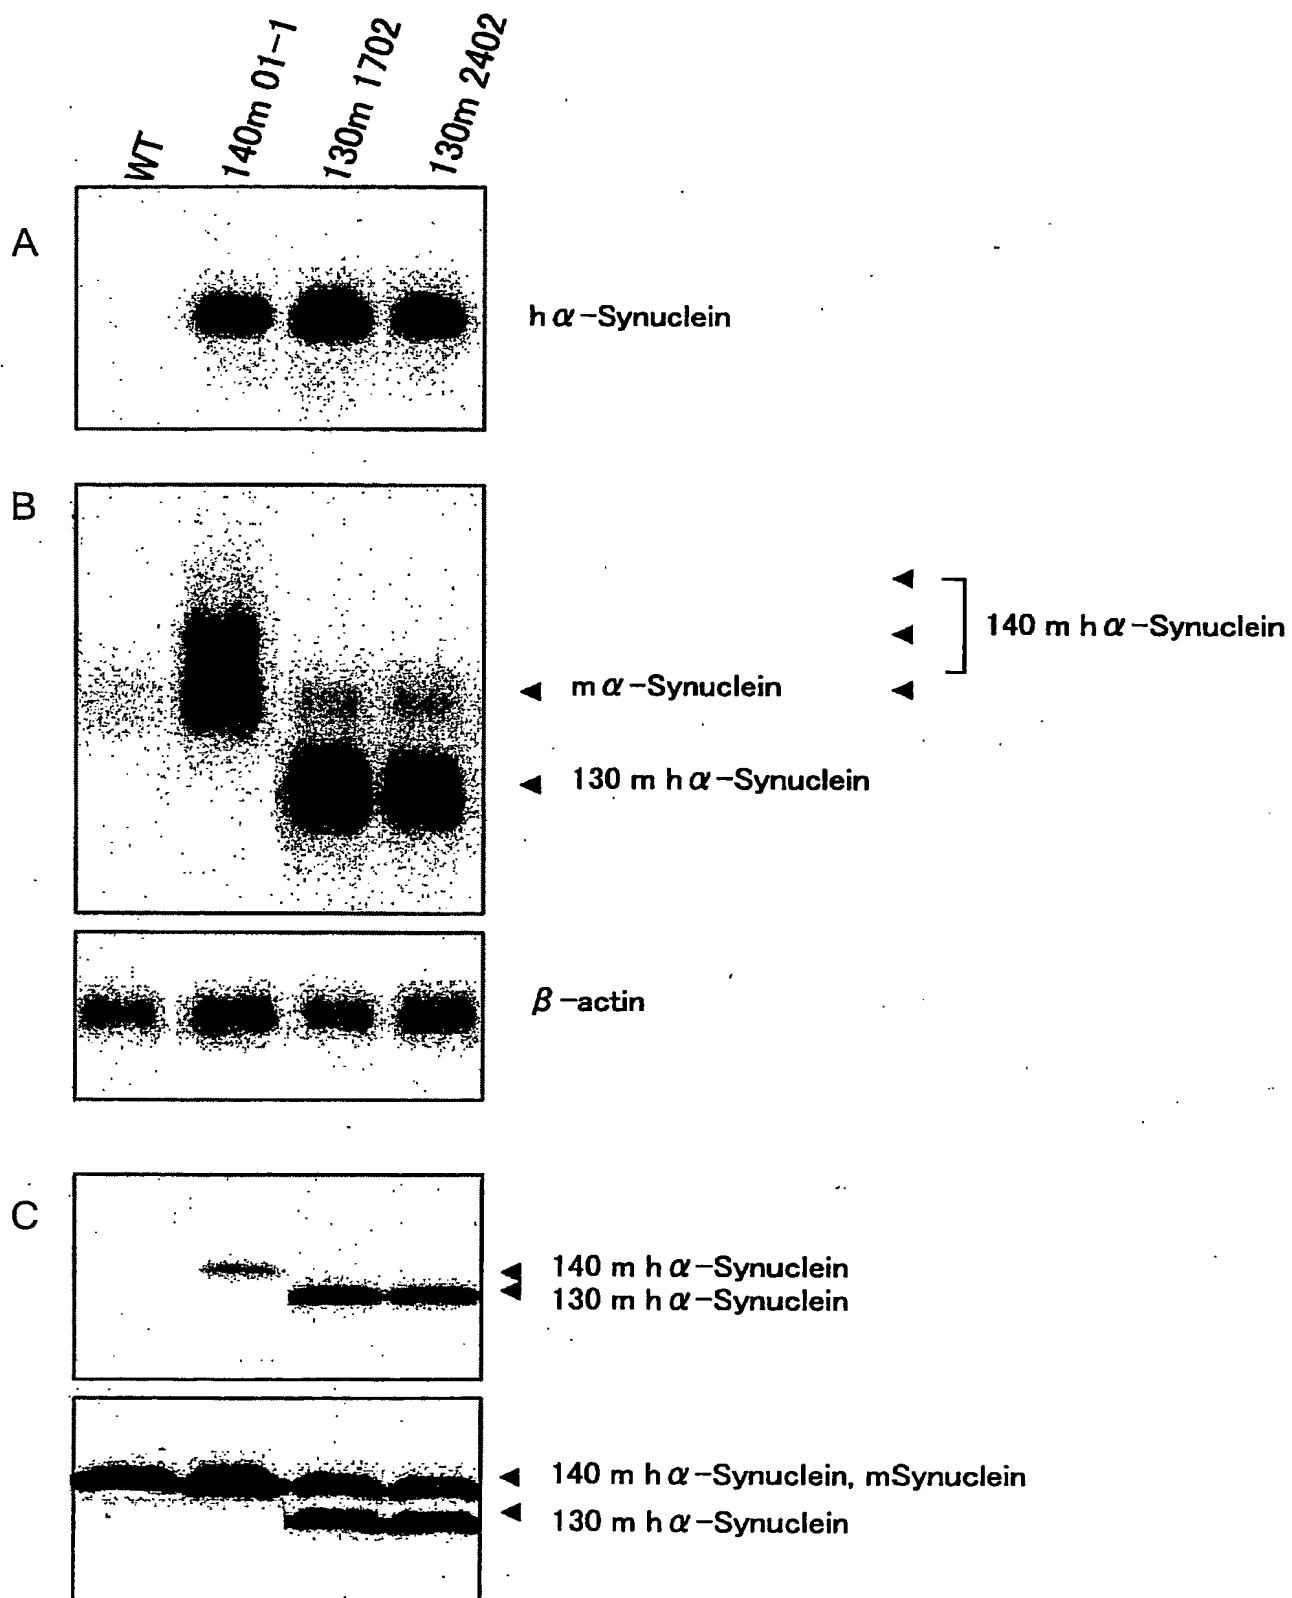 WT
140m 01-1
130m 1702
130m 2402
A
h α-Synuclein
B
140 m h α-Synuclein
m α-Synuclein
130 m h α-Synuclein
β-actin
C
140 m h α-Synuclein
130 m h α-Synuclein
140 m h α-Synuclein, mSynuclein
130 m h α-Synuclein